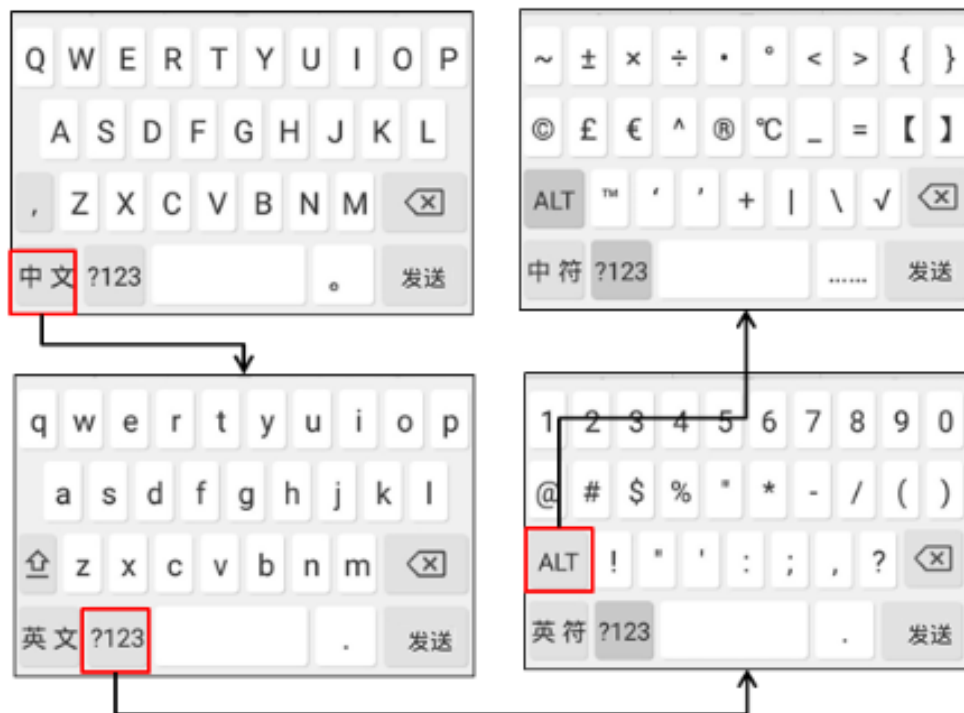 Q W E R T Y U I O P
A S D F G H J K L
, Z X C V B N M
中文 ?123 。 发送
~ ± × ÷ • ° < > { }
© £ € ^ ® ℃ _ = 【 】
ALT ™ ‘ ’ + | \ √
中符 ?123 …… 发送
q w e r t y u i o p
a s d f g h j k l
z x c v b n m
英文 ?123 . 发送
1 2 3 4 5 6 7 8 9 0
@ # $ % " * - / ( )
ALT ! " ' : ; , ?
英符 ?123 . 发送